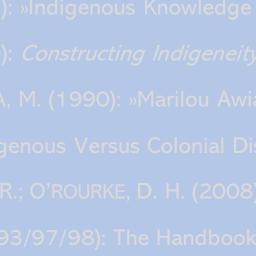 ): »Indigenous Knowledge
): Constructing Indigeneity
A, M. (1990): »Marilou Awia
genous Versus Colonial Dis
R.; O’ROURKE, D. H. (2008)
93/97/98): The Handbook